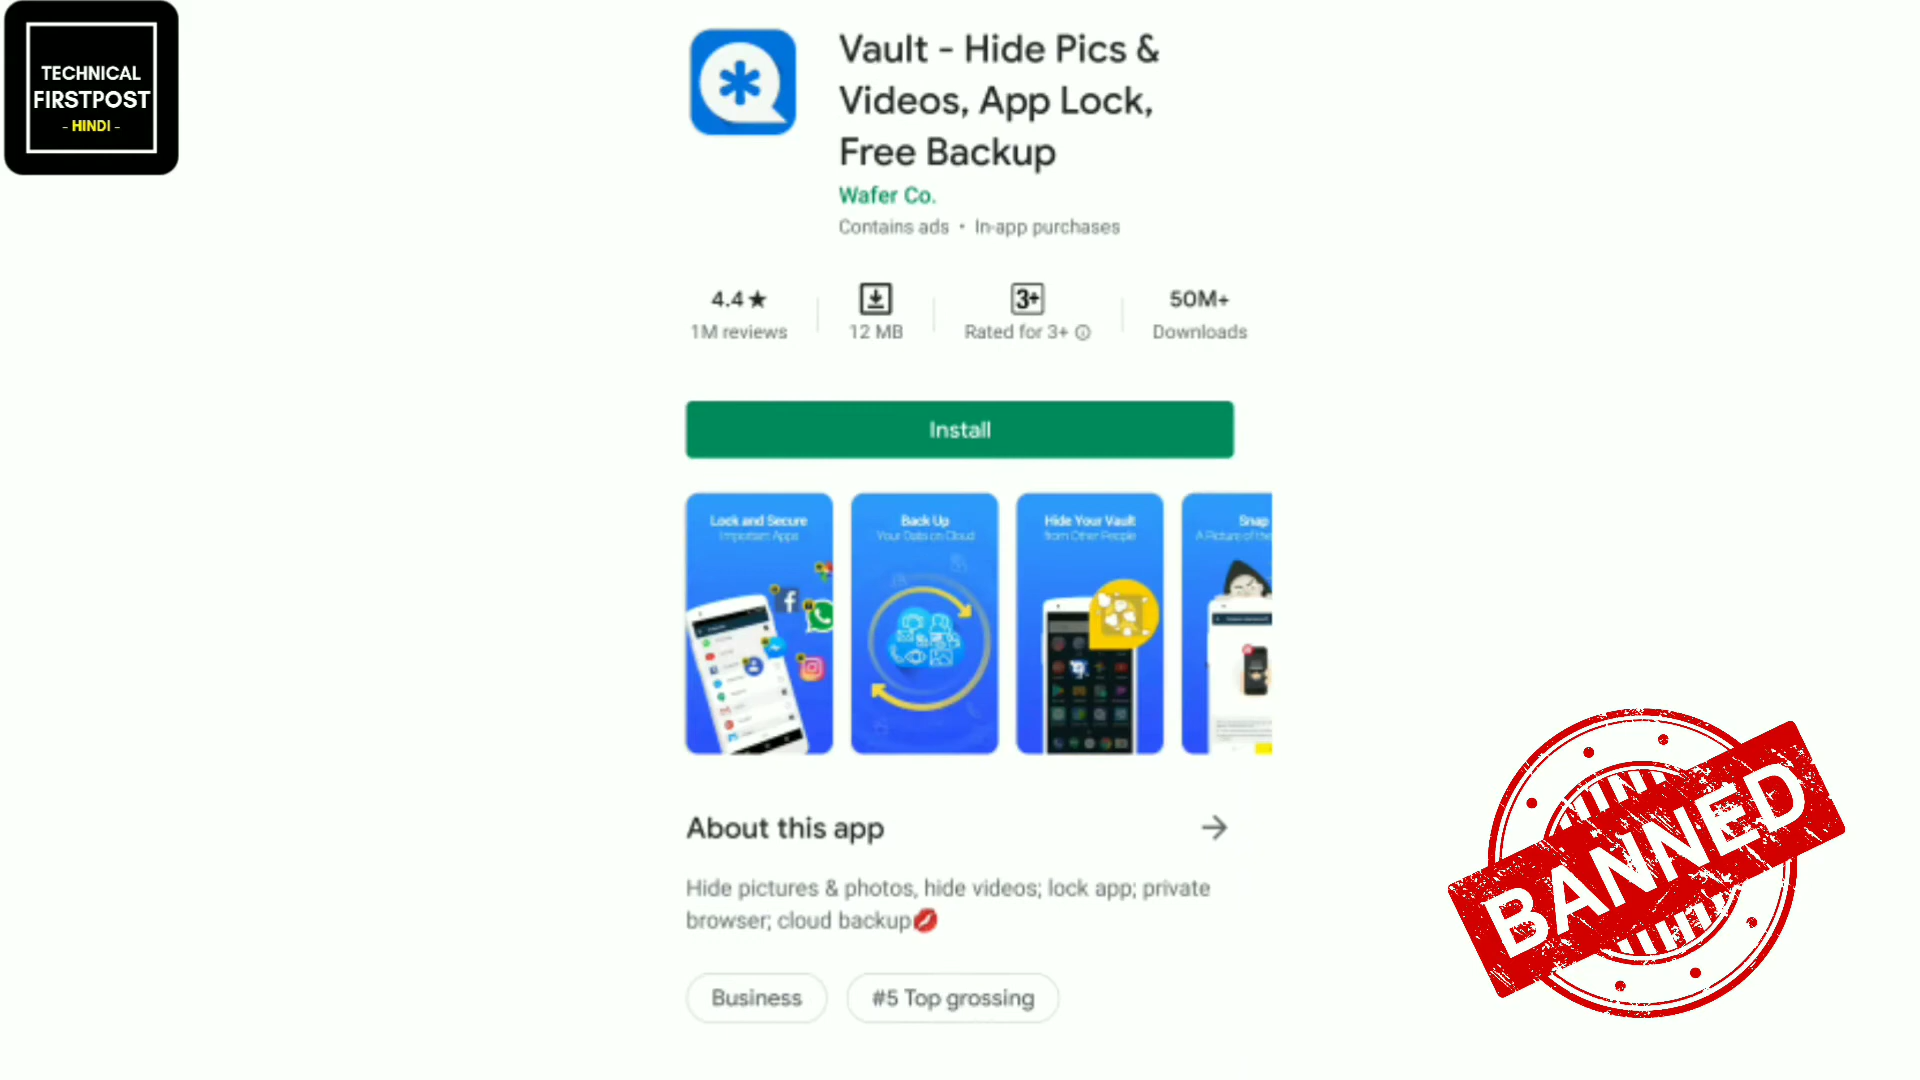 TECHNICAL
FIRSTPOST
- HINDI -
Vault - Hide Pics &
Videos, App Lock,
Free Backup
Wafer Co.
Contains ads • In-app purchases
4.4★
1M reviews
12 MB
3+
Rated for 3+
50M+
Downloads
Install
Lock and Secure
Important Apps
Back Up
Your Data on Cloud
Hide Your Vault
from Other People
Snap
A Picture of the
About this app
Hide pictures & photos, hide videos; lock app; private
browser; cloud backup💋
Business
#5 Top grossing
BANNED